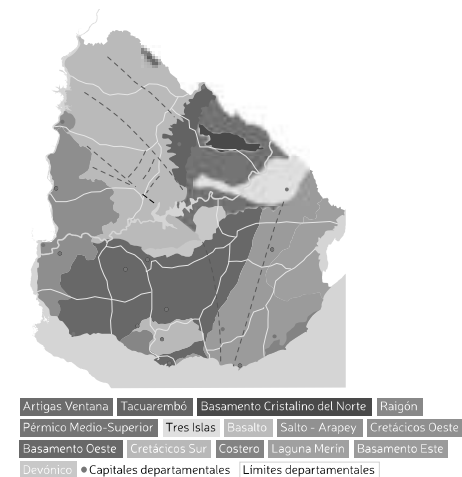 Artigas Ventana Tacuarembó Basamento Cristalino del Norte Raigón
Pérmico Medio-Superior Tres Islas Basalto Salto - Arapey Cretácicos Oeste
Basamento Oeste Cretácicos Sur Costero Laguna Merín Basamento Este
Devónico Capitales departamentales Límites departamentales